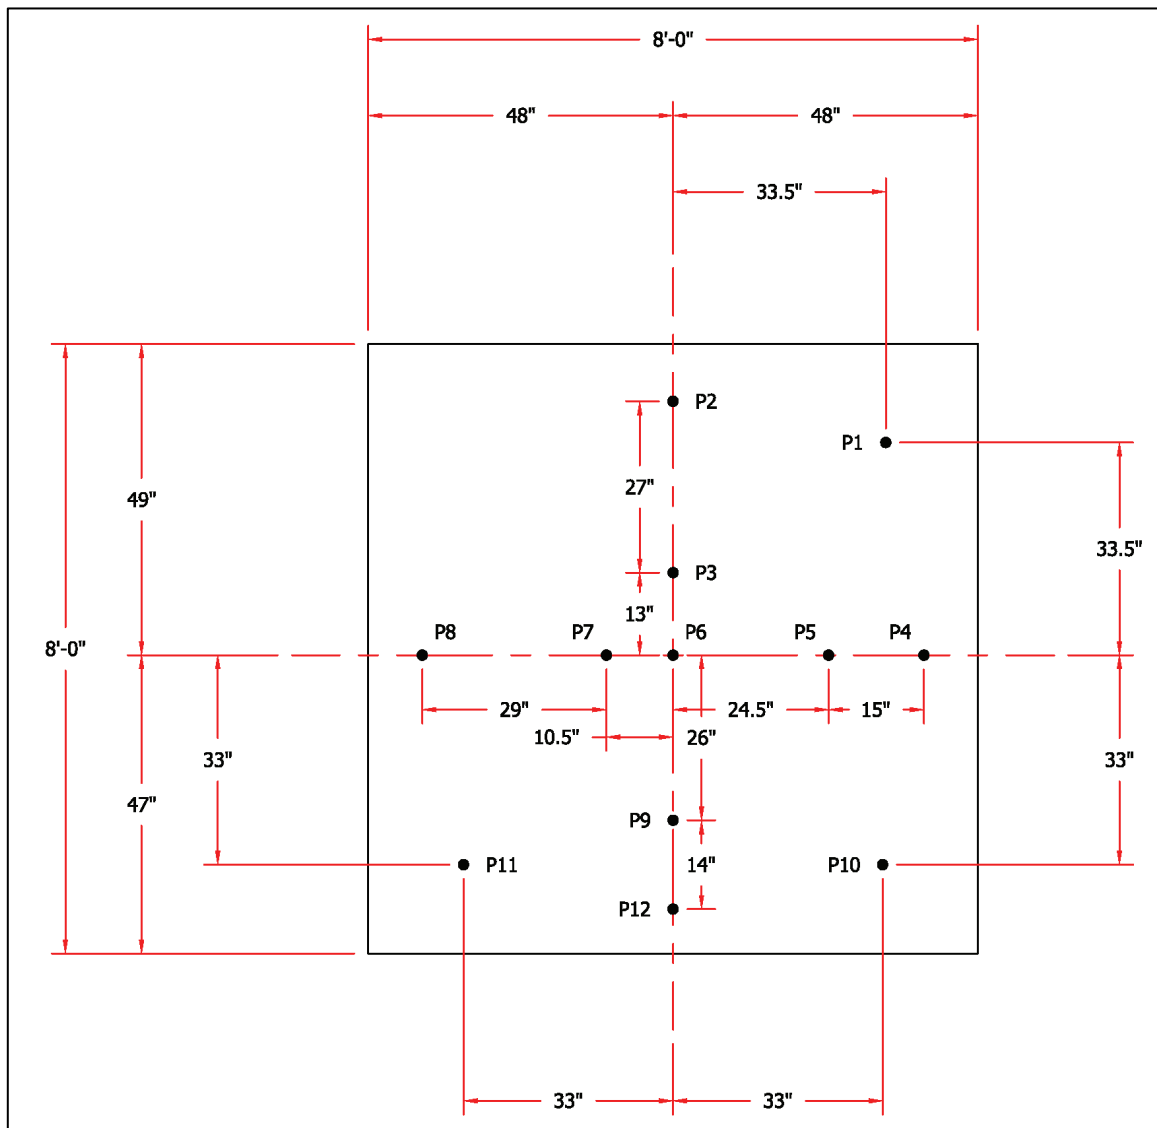 8'-0"
48" 48"
33.5"
P2
P1
49" 27"
33.5"
P3
13"
8'-0" P8 P7 P6 P5 P4
29" 24.5" 15"
10.5" 26"
33" 33"
47" P9
P11 14" P10
P12
33" 33"